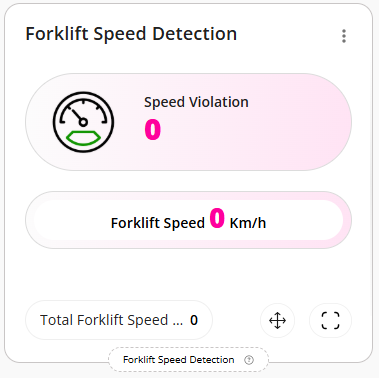 Forklift Speed Detection
Speed Violation
0
Forklift Speed 0 Km/h
Total Forklift Speed ... 0
Forklift Speed Detection ?